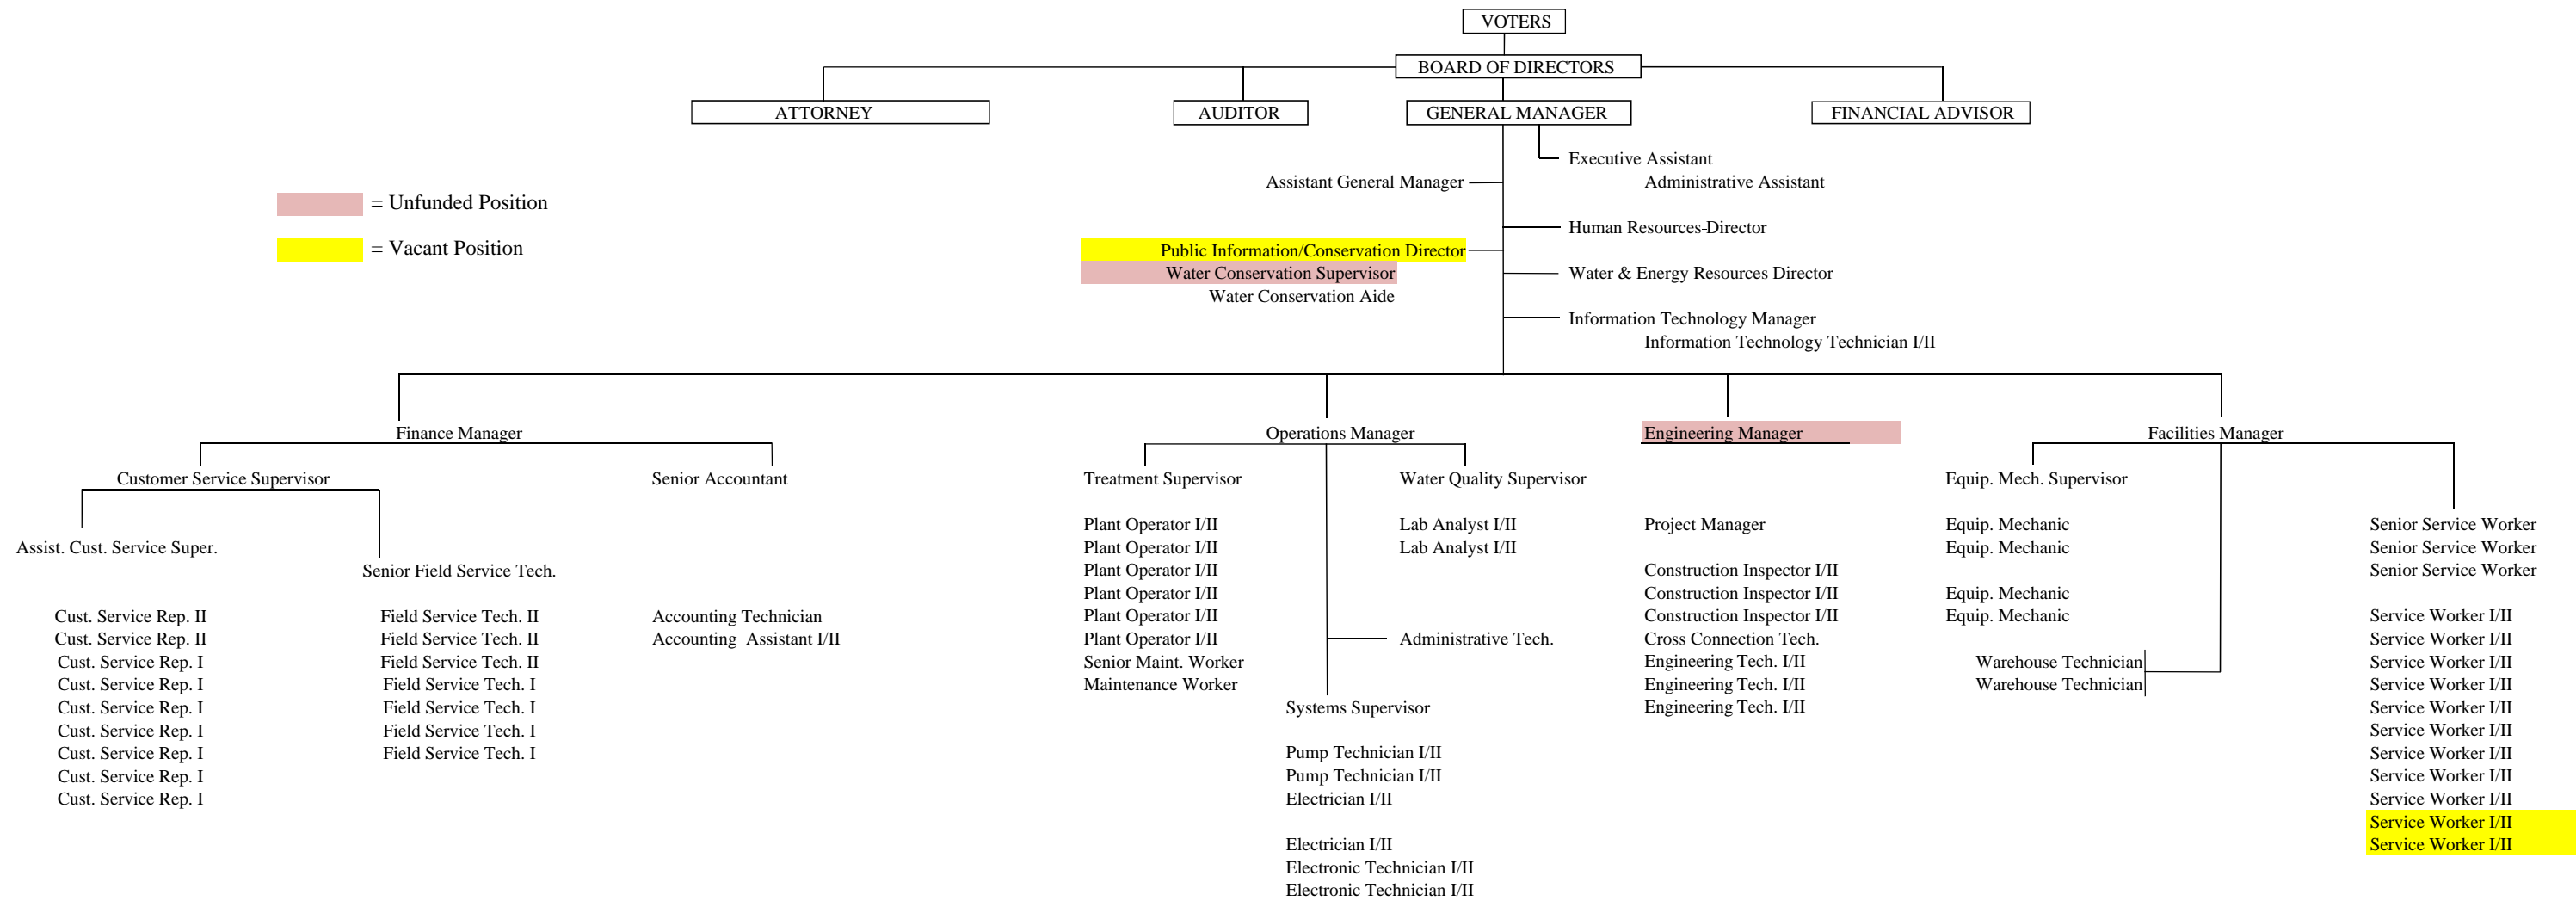 VOTERS
BOARD OF DIRECTORS
ATTORNEY
AUDITOR
GENERAL MANAGER
FINANCIAL ADVISOR
Executive Assistant
Administrative Assistant
Assistant General Manager
= Unfunded Position
= Vacant Position
Human Resources-Director
Public Information/Conservation Director
Water Conservation Supervisor
Water Conservation Aide
Water & Energy Resources Director
Information Technology Manager
Information Technology Technician I/II
Finance Manager
Customer Service Supervisor
Assist. Cust. Service Super.
Cust. Service Rep. II
Cust. Service Rep. II
Cust. Service Rep. I
Cust. Service Rep. I
Cust. Service Rep. I
Cust. Service Rep. I
Cust. Service Rep. I
Cust. Service Rep. I
Cust. Service Rep. I
Senior Field Service Tech.
Field Service Tech. II
Field Service Tech. II
Field Service Tech. II
Field Service Tech. I
Field Service Tech. I
Field Service Tech. I
Field Service Tech. I
Senior Accountant
Accounting Technician
Accounting Assistant I/II
Operations Manager
Treatment Supervisor
Plant Operator I/II
Plant Operator I/II
Plant Operator I/II
Plant Operator I/II
Plant Operator I/II
Plant Operator I/II
Senior Maint. Worker
Maintenance Worker
Water Quality Supervisor
Lab Analyst I/II
Lab Analyst I/II
Administrative Tech.
Systems Supervisor
Pump Technician I/II
Pump Technician I/II
Electrician I/II
Electrician I/II
Electronic Technician I/II
Electronic Technician I/II
Engineering Manager
Project Manager
Construction Inspector I/II
Construction Inspector I/II
Construction Inspector I/II
Cross Connection Tech.
Engineering Tech. I/II
Engineering Tech. I/II
Engineering Tech. I/II
Facilities Manager
Equip. Mech. Supervisor
Equip. Mechanic
Equip. Mechanic
Equip. Mechanic
Equip. Mechanic
Warehouse Technician
Warehouse Technician
Senior Service Worker
Senior Service Worker
Senior Service Worker
Service Worker I/II
Service Worker I/II
Service Worker I/II
Service Worker I/II
Service Worker I/II
Service Worker I/II
Service Worker I/II
Service Worker I/II
Service Worker I/II
Service Worker I/II
Service Worker I/II